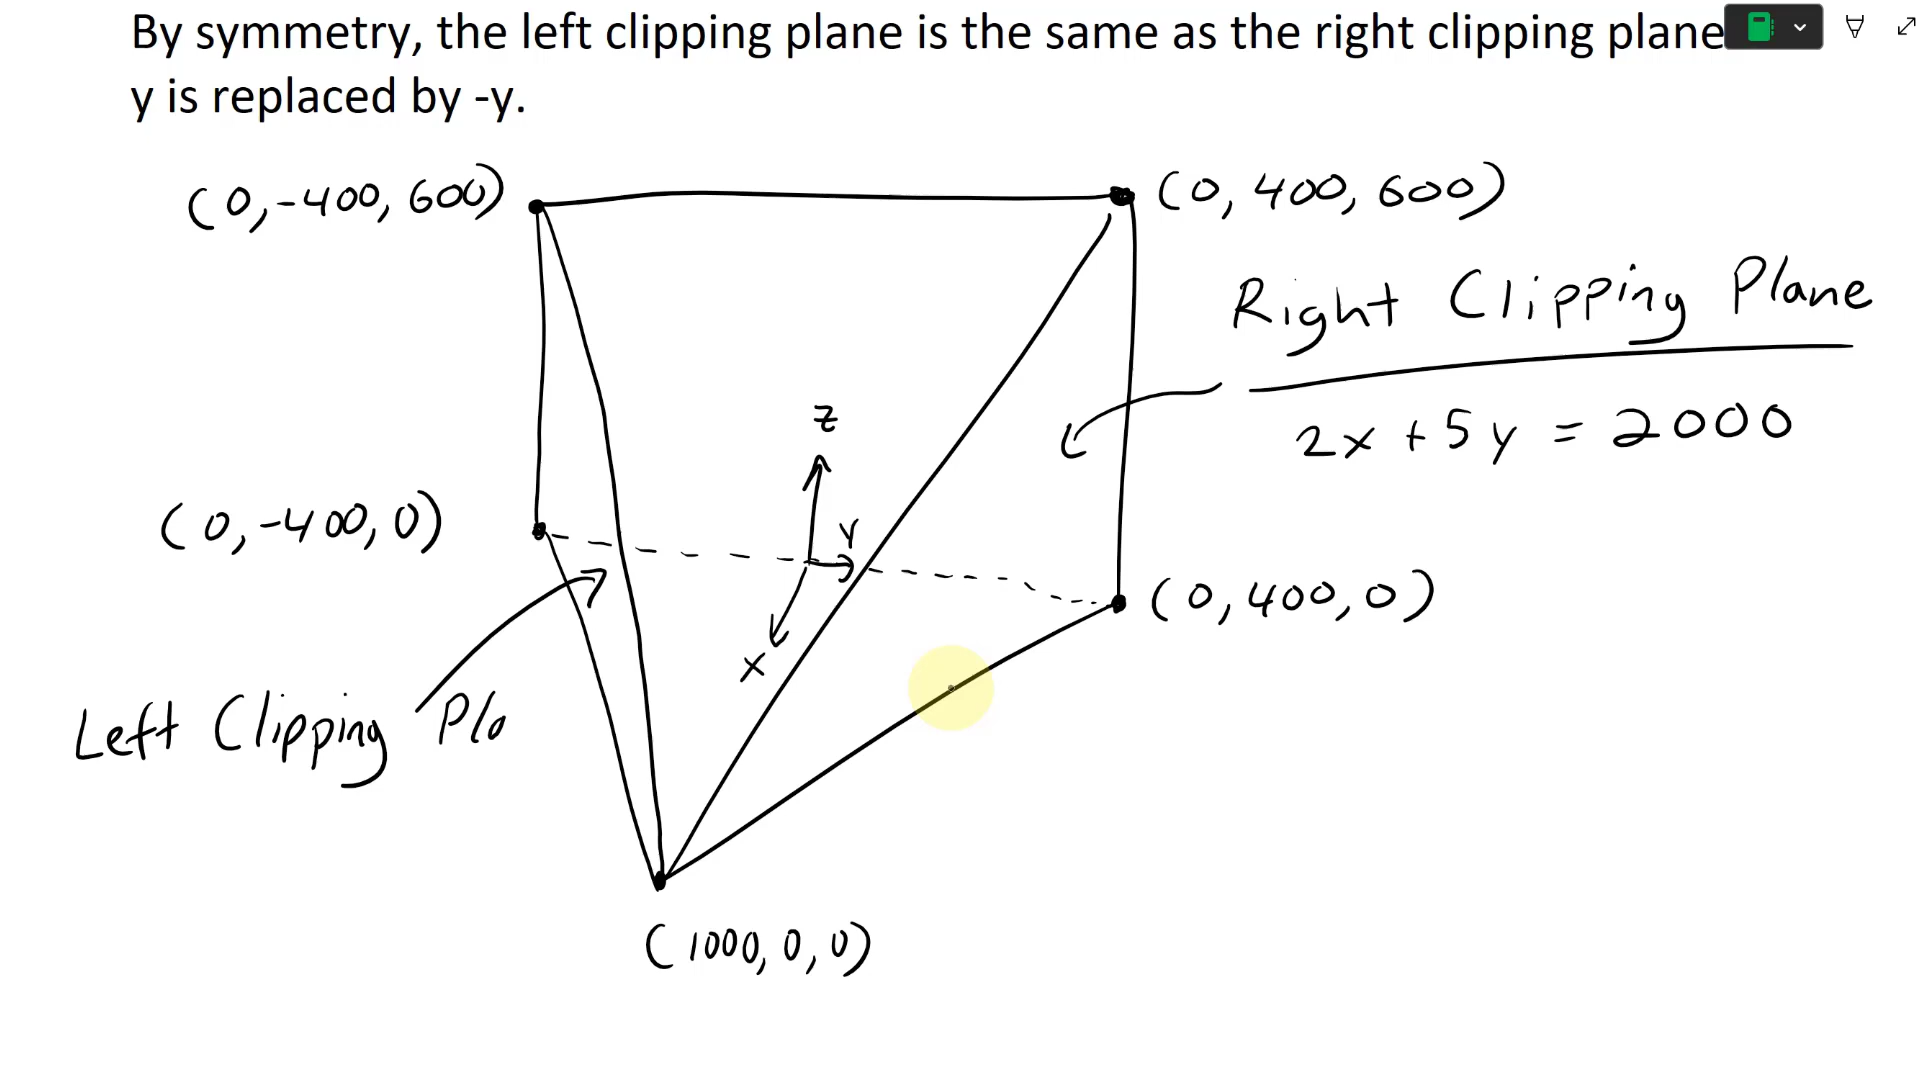 By symmetry, the left clipping plane is the same as the right clipping plane
y is replaced by -y.
(0, -400, 600)
(0, 400, 600)
Right Clipping Plane
2x + 5y = 2000
z
(0, -400, 0)
Y
(0, 400, 0)
x
Left Clipping Pla
(1000, 0, 0)